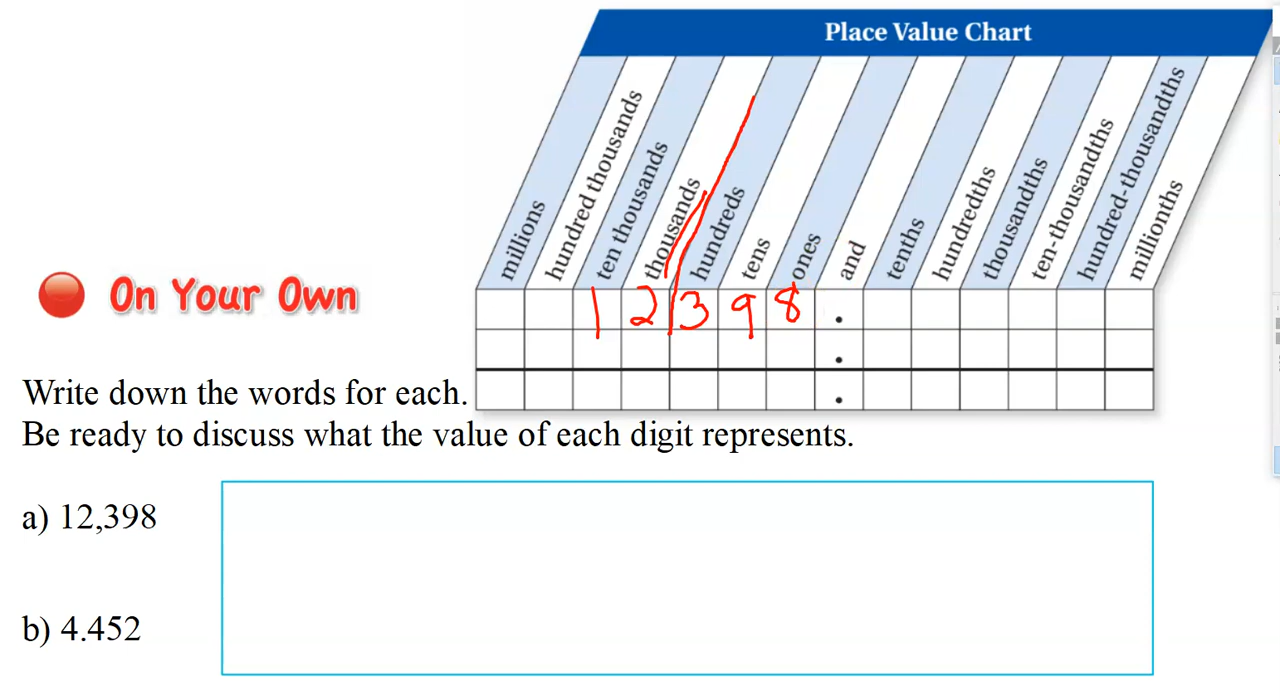 Place Value Chart
millions
hundred thousands
ten thousands
thousands
hundreds
tens
ones
and
tenths
hundredths
thousandths
ten-thousandths
hundred-thousandths
millionths
1 2 3 9 8 .
.
.
On Your Own
Write down the words for each.
Be ready to discuss what the value of each digit represents.
a) 12,398
b) 4.452